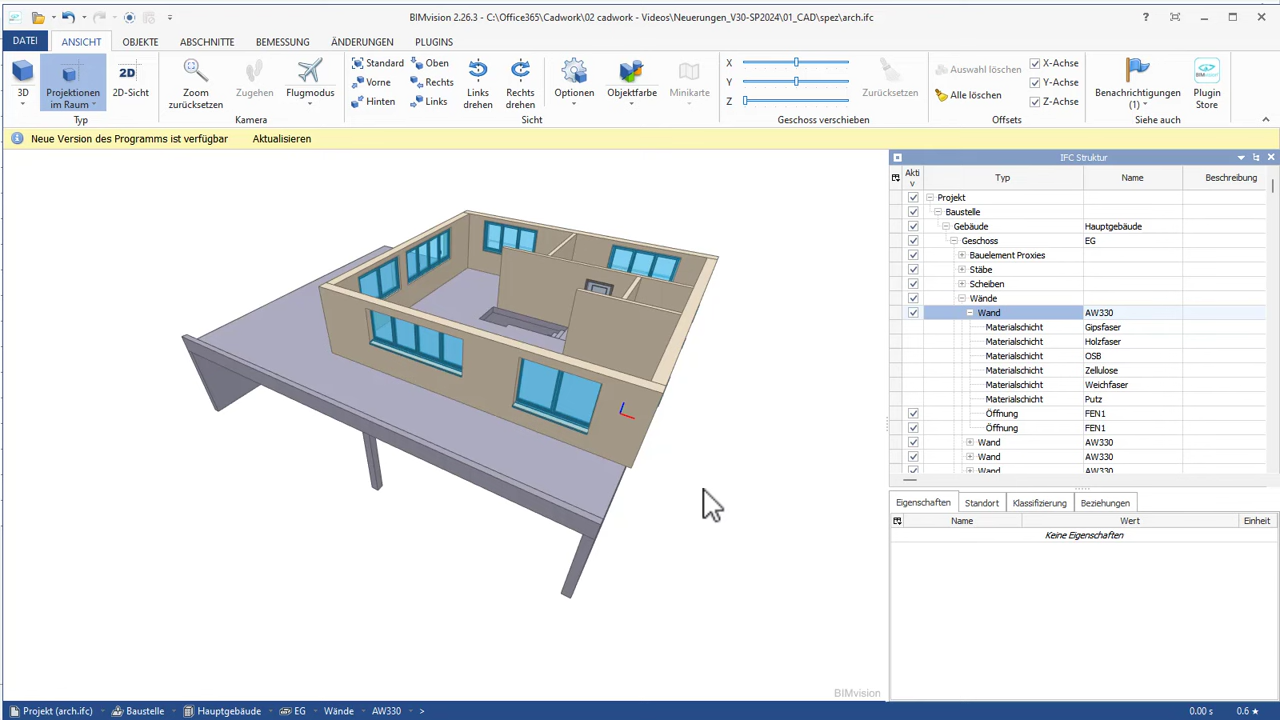 BIMvision 2.26.3 - C:\Office365\Cadwork\02 cadwork - Videos\Neuerungen_V30-SP2024\01_CAD\spez\arch.ifc
DATEI ANSICHT OBJEKTE ABSCHNITTE BEMESSUNG ÄNDERUNGEN PLUGINS
3D
Projektionen im Raum
2D-Sicht
Typ
Zoom zurücksetzen
Zugehen
Flugmodus
Kamera
Standard
Vorne
Hinten
Oben
Rechts
Links
Links drehen
Rechts drehen
Sicht
Optionen
Objektfarbe
Minikarte
X
Y
Z
Zurücksetzen
Geschoss verschieben
Auswahl löschen
Alle löschen
X-Achse
Y-Achse
Z-Achse
Offsets
Benachrichtigungen (1)
Plugin Store
Siehe auch
Neue Version des Programms ist verfügbar Aktualisieren
IFC Struktur
Akti v Typ Name Beschreibung
Projekt
Baustelle
Gebäude Hauptgebäude
Geschoss EG
Bauelement Proxies
Stäbe
Scheiben
Wände
Wand AW330
Materialschicht Gipsfaser
Materialschicht Holzfaser
Materialschicht OSB
Materialschicht Zellulose
Materialschicht Weichfaser
Materialschicht Putz
Öffnung FEN1
Öffnung FEN1
Wand AW330
Wand AW330
Wand AW330
Eigenschaften Standort Klassifizierung Beziehungen
Name Wert Einheit
Keine Eigenschaften
BIMvision
Projekt (arch.ifc) Baustelle Hauptgebäude EG Wände AW330 >
0.00 s 0.6 ★